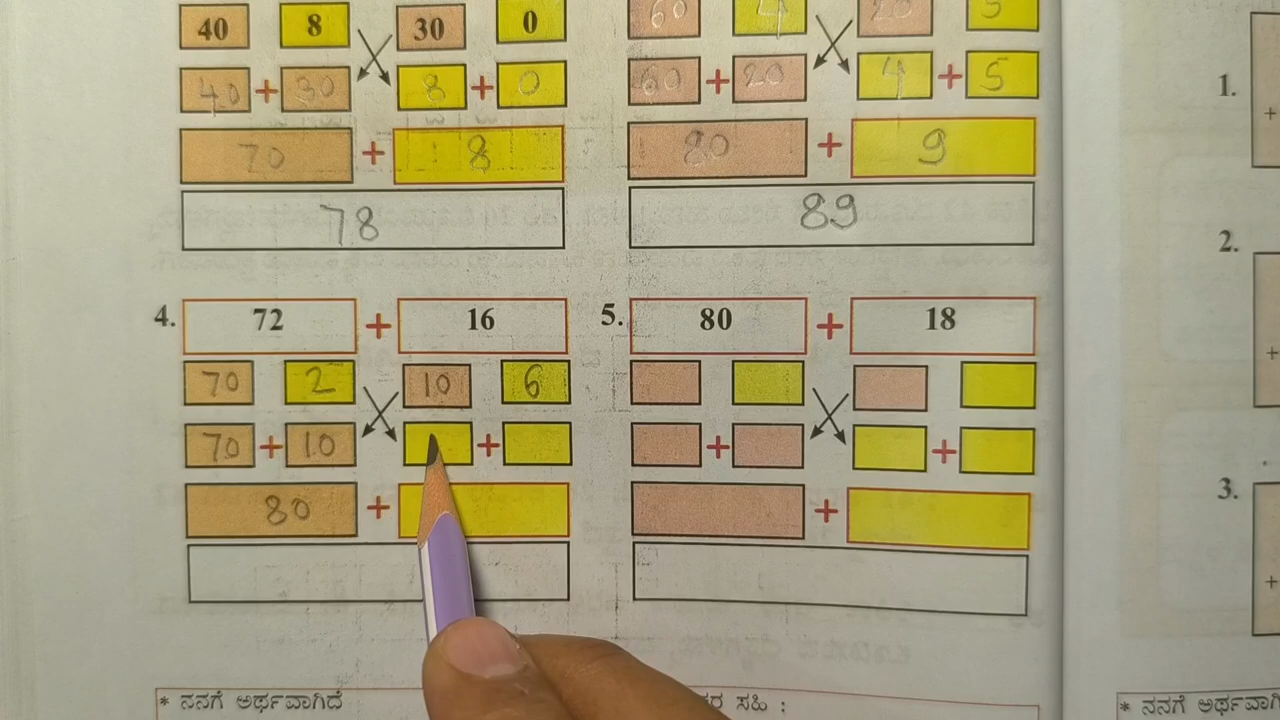 40 8 30 0 60 4 20 5
40 + 30 8 + 0 60 + 20 4 + 5
70 + 8 80 + 9
78 89
4. 72 + 16 5. 80 + 18
70 2 10 6
70 + 10 + + +
80 + +
1. +
2. +
3. +
* ನನಗೆ ಅರ್ಥವಾಗಿದೆ ಸಹಿ :
* ನನಗೆ